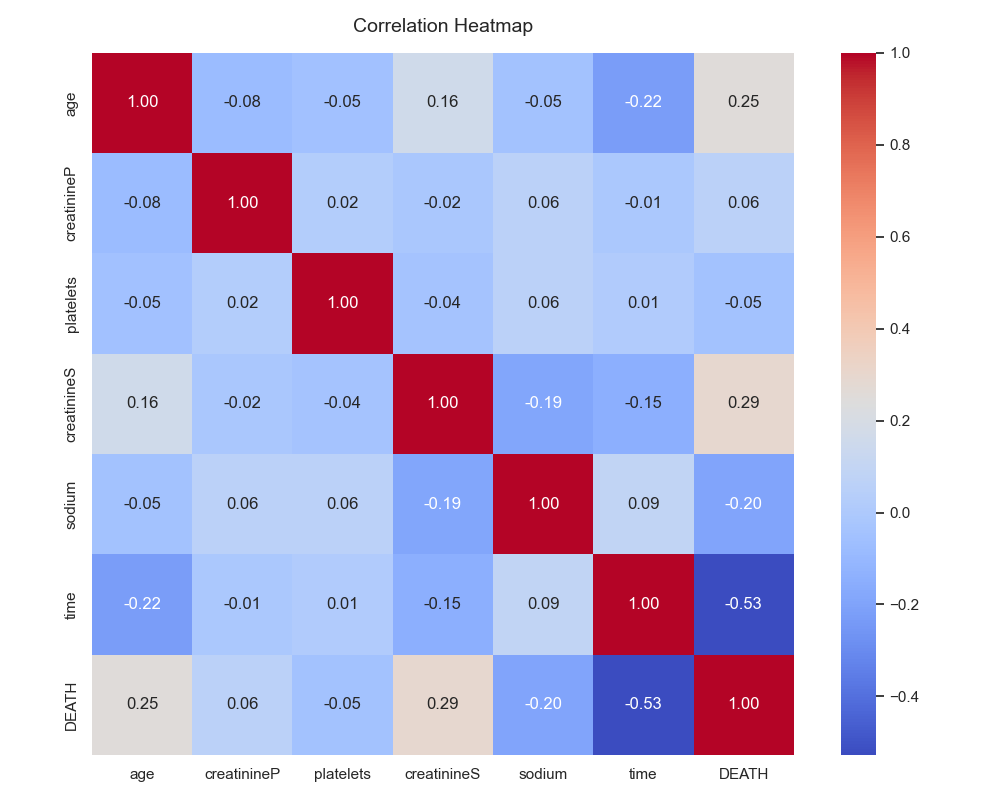 Correlation Heatmap
age 1.00 -0.08 -0.05 0.16 -0.05 -0.22 0.25
creatinineP -0.08 1.00 0.02 -0.02 0.06 -0.01 0.06
platelets -0.05 0.02 1.00 -0.04 0.06 0.01 -0.05
creatinineS 0.16 -0.02 -0.04 1.00 -0.19 -0.15 0.29
sodium -0.05 0.06 0.06 -0.19 1.00 0.09 -0.20
time -0.22 -0.01 0.01 -0.15 0.09 1.00 -0.53
DEATH 0.25 0.06 -0.05 0.29 -0.20 -0.53 1.00
age creatinineP platelets creatinineS sodium time DEATH
1.0
0.8
0.6
0.4
0.2
0.0
−0.2
−0.4